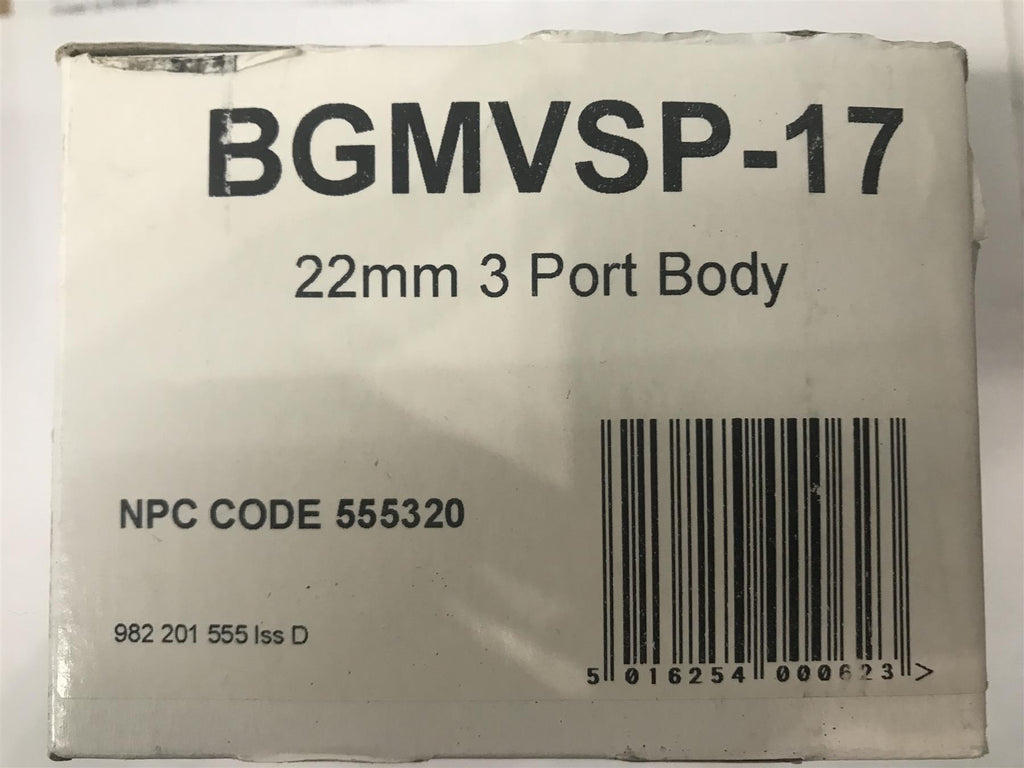 BGMVSP-17
22mm 3 Port Body
NPC CODE 555320
982 201 555 Iss D
5 016254 000623 >